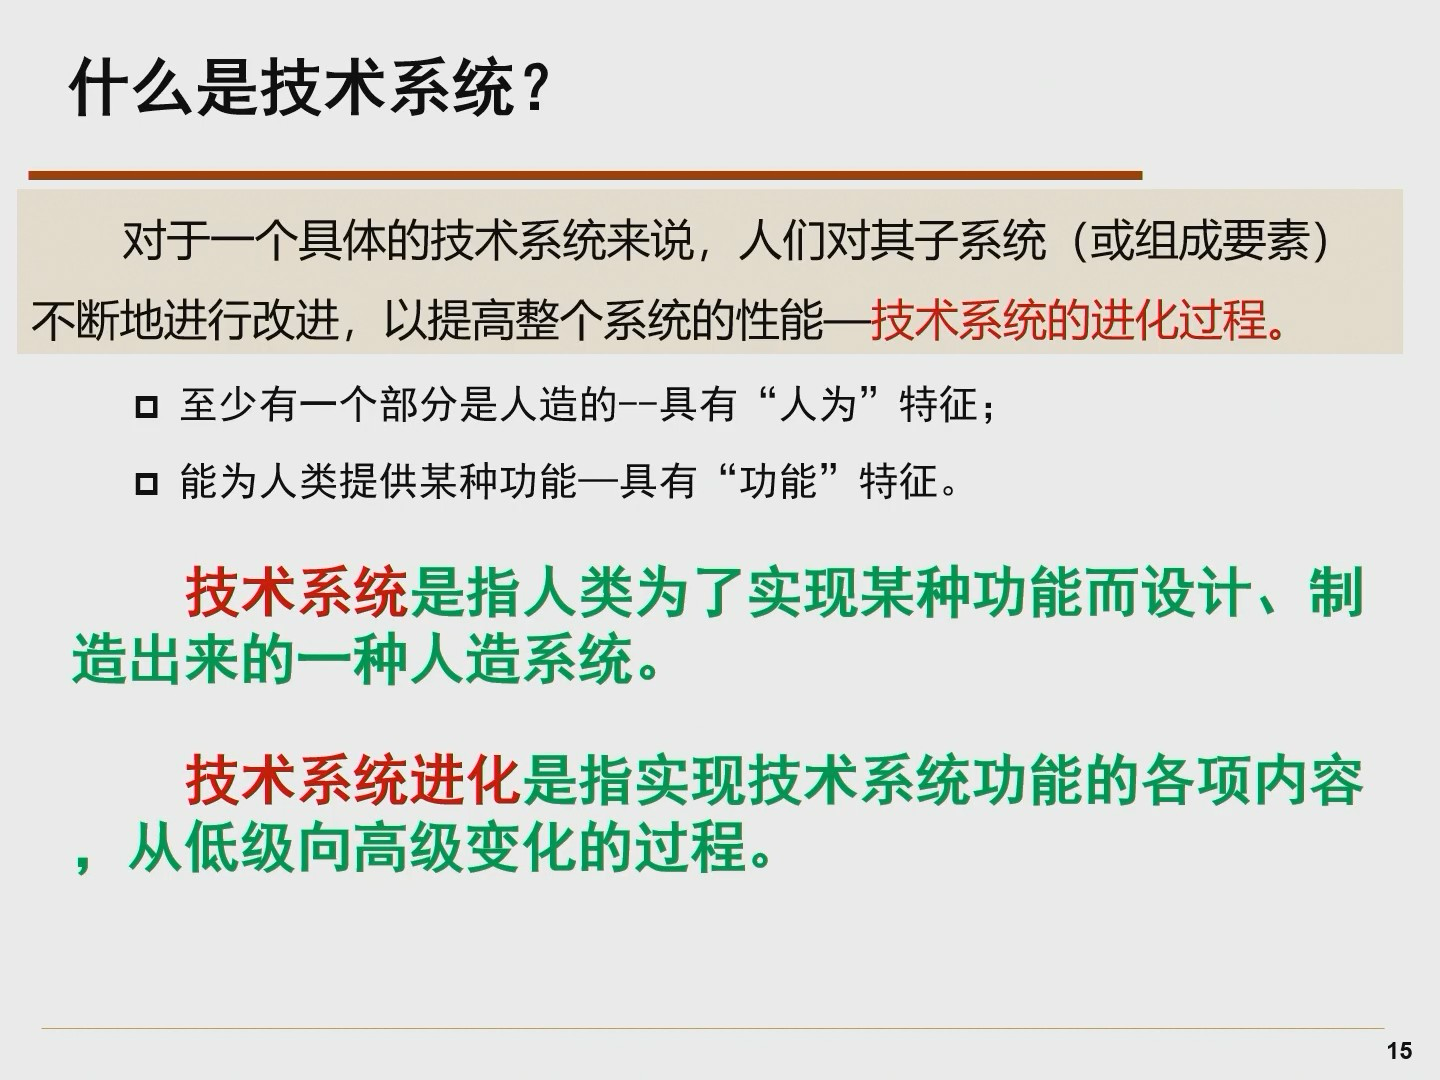 什么是技术系统？
对于一个具体的技术系统来说，人们对其子系统（或组成要素）
不断地进行改进，以提高整个系统的性能—技术系统的进化过程。
至少有一个部分是人造的--具有“人为”特征；
能为人类提供某种功能—具有“功能”特征。
技术系统是指人类为了实现某种功能而设计、制
造出来的一种人造系统。
技术系统进化是指实现技术系统功能的各项内容
，从低级向高级变化的过程。
15